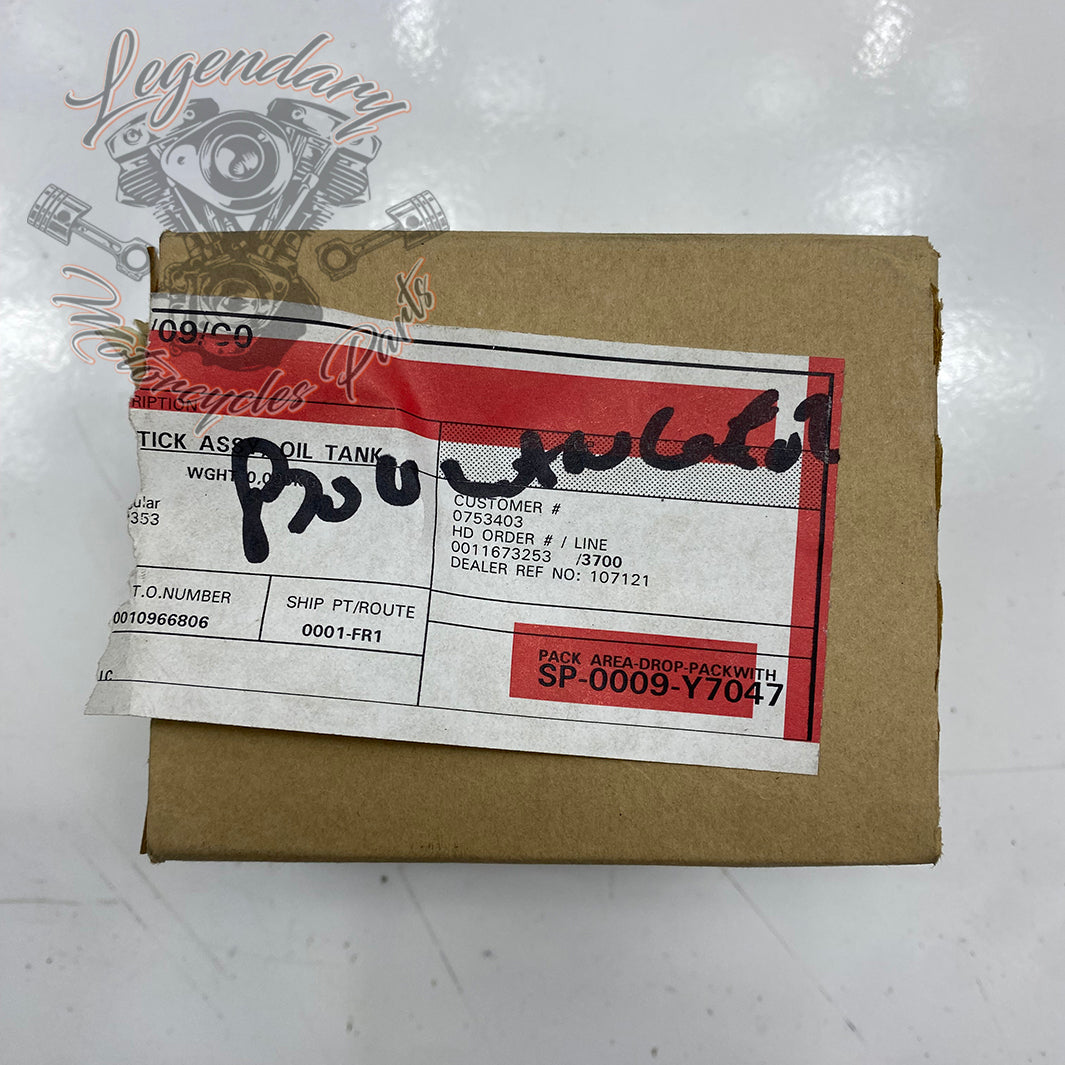 Legendary
Motorcycles Parts
/09/C0
RIPTION
TICK ASSY, OIL TANK
WGHT
ular
353
CUSTOMER #
0753403
HD ORDER # / LINE
0011673253 /3700
DEALER REF NO: 107121
T.O.NUMBER
0010966806
SHIP PT/ROUTE
0001-FR1
PACK AREA-DROP-PACKWITH
SP-0009-Y7047